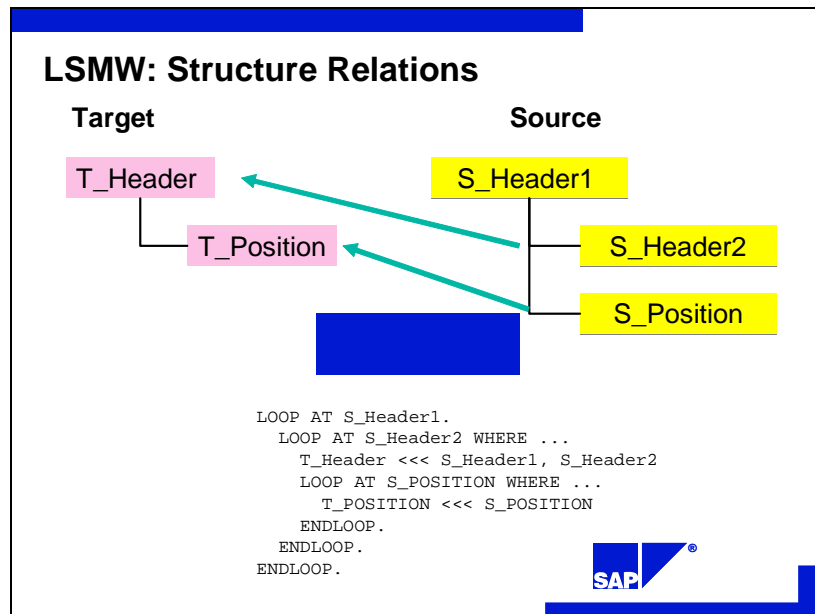 LSMW: Structure Relations
Target
Source
T_Header
S_Header1
T_Position
S_Header2
S_Position
LOOP AT S_Header1.
LOOP AT S_Header2 WHERE ...
T_Header <<< S_Header1, S_Header2
LOOP AT S_POSITION WHERE ...
T_POSITION <<< S_POSITION
ENDLOOP.
ENDLOOP.
ENDLOOP.
SAP ®